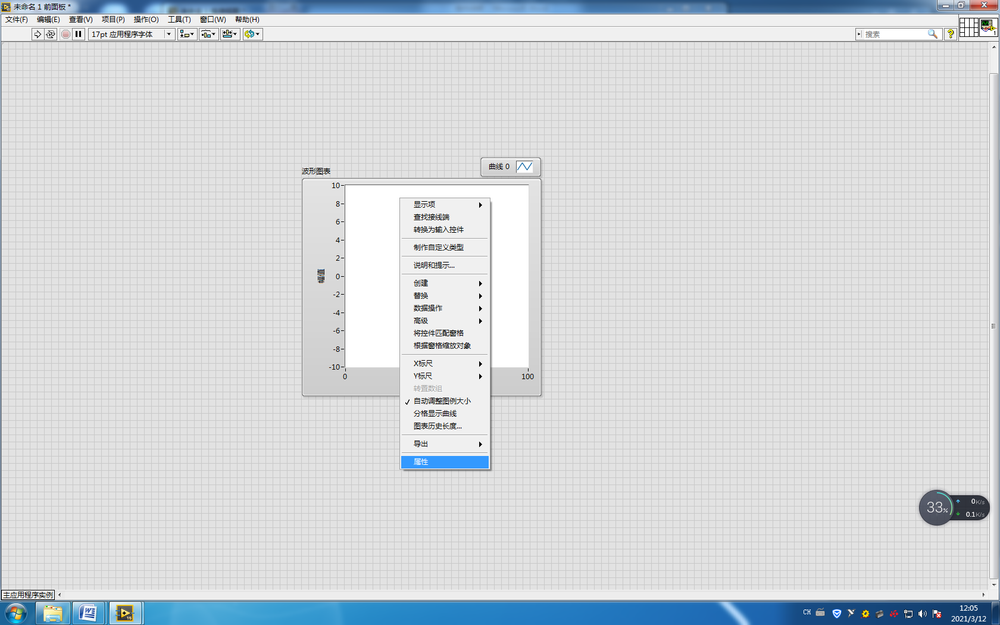 未命名 1 前面板 *
文件(F) 编辑(E) 查看(V) 项目(P) 操作(O) 工具(T) 窗口(W) 帮助(H)
17pt 应用程序字体
搜索
?
1
曲线 0
波形图表
10
8
6
4
2
0
-2
-4
-6
-8
-10
幅值
0
100
显示项
查找接线端
转换为输入控件
制作自定义类型
说明和提示...
创建
替换
数据操作
高级
将控件匹配窗格
根据窗格缩放对象
X标尺
Y标尺
转置数组
自动调整图例大小
分格显示曲线
图表历史长度...
导出
属性
33%
0K/s
0.1K/s
主应用程序实例
W
15
CH
12:05
2021/3/12